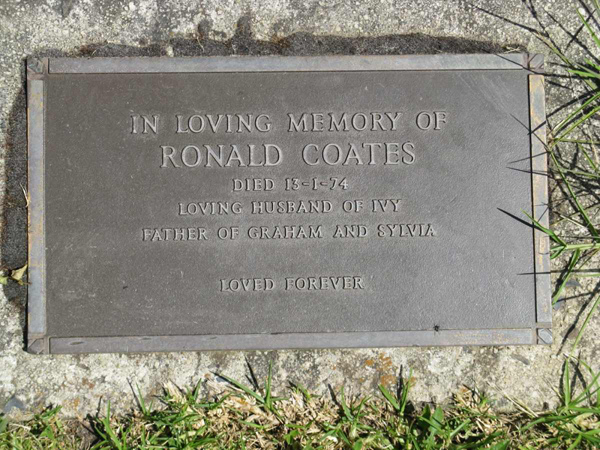 IN LOVING MEMORY OF
RONALD COATES
DIED 13-1-74
LOVING HUSBAND OF IVY
FATHER OF GRAHAM AND SYLVIA
LOVED FOREVER